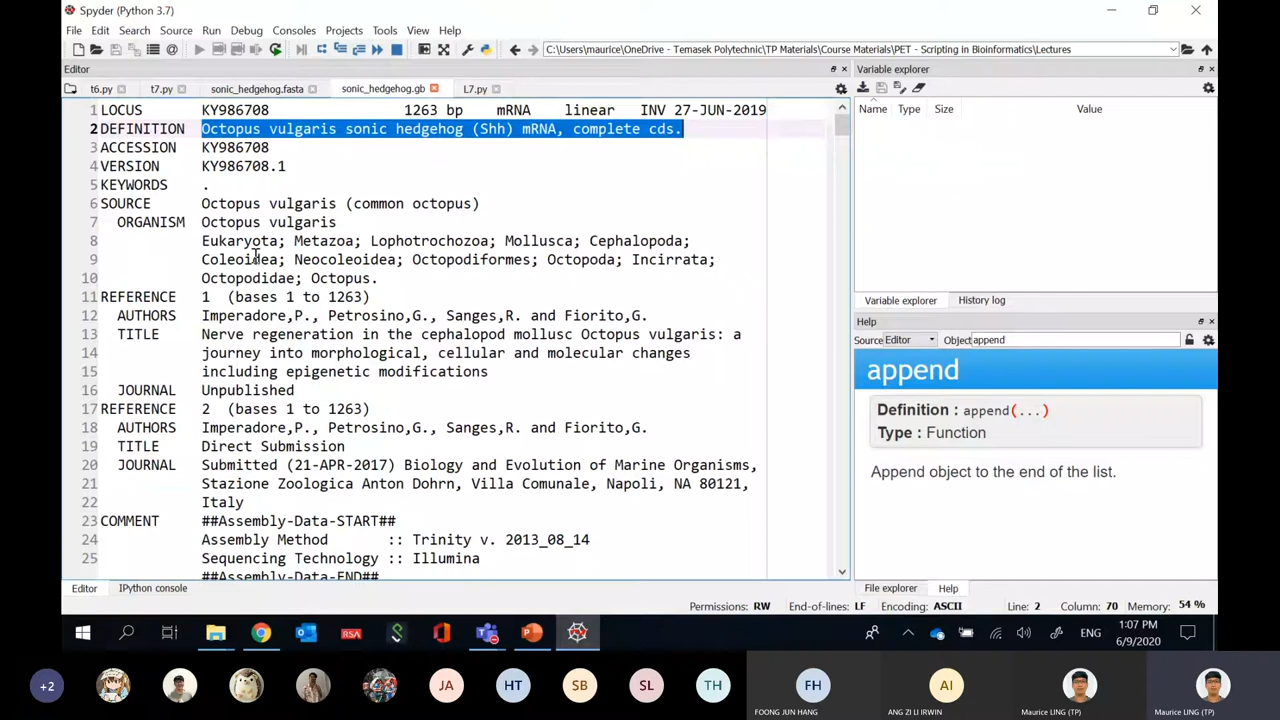 Spyder (Python 3.7)
File Edit Search Source Run Debug Consoles Projects Tools View Help
C:\Users\maurice\OneDrive - Temasek Polytechnic\TP Materials\Course Materials\PET - Scripting in Bioinformatics\Lectures
Editor
t6.py t7.py sonic_hedgehog.fasta sonic_hedgehog.gb L7.py
1 LOCUS KY986708 1263 bp mRNA linear INV 27-JUN-2019
2 DEFINITION Octopus vulgaris sonic hedgehog (Shh) mRNA, complete cds.
3 ACCESSION KY986708
4 VERSION KY986708.1
5 KEYWORDS .
6 SOURCE Octopus vulgaris (common octopus)
7 ORGANISM Octopus vulgaris
8 Eukaryota; Metazoa; Lophotrochozoa; Mollusca; Cephalopoda;
9 Coleoidea; Neocoleoidea; Octopodiformes; Octopoda; Incirrata;
10 Octopodidae; Octopus.
11 REFERENCE 1 (bases 1 to 1263)
12 AUTHORS Imperadore,P., Petrosino,G., Sanges,R. and Fiorito,G.
13 TITLE Nerve regeneration in the cephalopod mollusc Octopus vulgaris: a
14 journey into morphological, cellular and molecular changes
15 including epigenetic modifications
16 JOURNAL Unpublished
17 REFERENCE 2 (bases 1 to 1263)
18 AUTHORS Imperadore,P., Petrosino,G., Sanges,R. and Fiorito,G.
19 TITLE Direct Submission
20 JOURNAL Submitted (21-APR-2017) Biology and Evolution of Marine Organisms,
21 Stazione Zoologica Anton Dohrn, Villa Comunale, Napoli, NA 80121,
22 Italy
23 COMMENT ##Assembly-Data-START##
24 Assembly Method :: Trinity v. 2013_08_14
25 Sequencing Technology :: Illumina
##Assembly-Data-END##
Editor IPython console
Variable explorer
Name Type Size Value
Variable explorer History log
Help
Source Editor Object append
append
Definition : append(...)
Type : Function
Append object to the end of the list.
File explorer Help
Permissions: RW End-of-lines: LF Encoding: ASCII Line: 2 Column: 70 Memory: 54 %
RSA
ENG
1:07 PM
6/9/2020
+2 JA HT SB SL TH FH AI
FOONG JUN HANG ANG ZI LI IRWIN Maurice LING (TP) Maurice LING (TP)